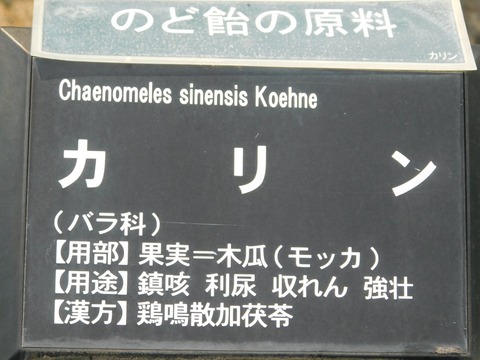 のど飴の原料
カリン
Chaenomeles sinensis Koehne
カリン
(バラ科)
【用部】果実=木瓜(モッカ)
【用途】鎮咳 利尿 収れん 強壮
【漢方】鶏鳴散加茯苓